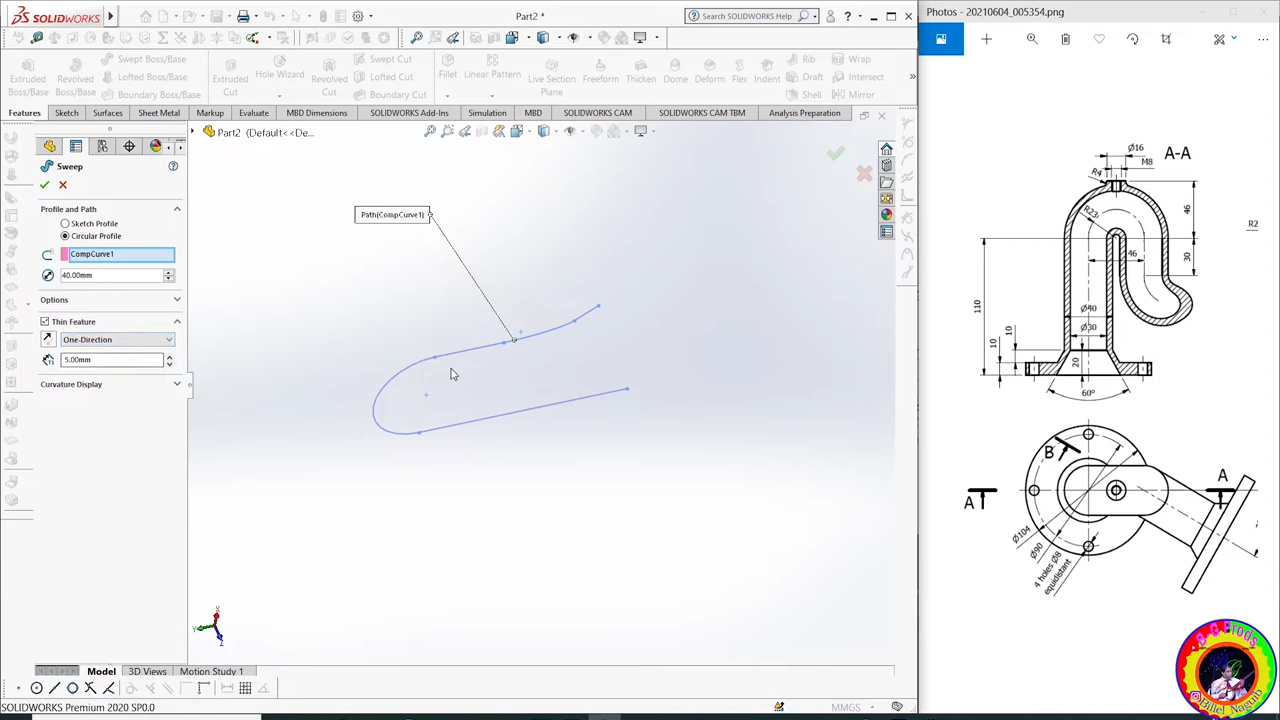 SOLIDWORKS
Part2 *
Search SOLIDWORKS Help
Photos - 20210604_005354.png
Extruded Boss/Base
Revolved Boss/Base
Swept Boss/Base
Lofted Boss/Base
Boundary Boss/Base
Extruded Cut
Hole Wizard
Revolved Cut
Swept Cut
Lofted Cut
Boundary Cut
Fillet
Linear Pattern
Live Section Plane
Freeform
Thicken
Dome
Deform
Flex
Indent
Rib
Draft
Shell
Wrap
Intersect
Mirror
Features
Sketch
Surfaces
Sheet Metal
Markup
Evaluate
MBD Dimensions
SOLIDWORKS Add-Ins
Simulation
MBD
SOLIDWORKS CAM
SOLIDWORKS CAM TBM
Analysis Preparation
Part2 (Default<<De...
Sweep
Profile and Path
Sketch Profile
Circular Profile
CompCurve1
40.00mm
Options
Thin Feature
One-Direction
5.00mm
Curvature Display
Path(CompCurve1)
Model
3D Views
Motion Study 1
SOLIDWORKS Premium 2020 SP0.0
MMGS
Ø16
A-A
M8
R4
R23
46
46
30
R2
110
10
10
Ø40
Ø30
20
60°
B
A
A
Ø104
Ø90
4 holes Ø8
equidistant
B G Prods
Billel_Naguib